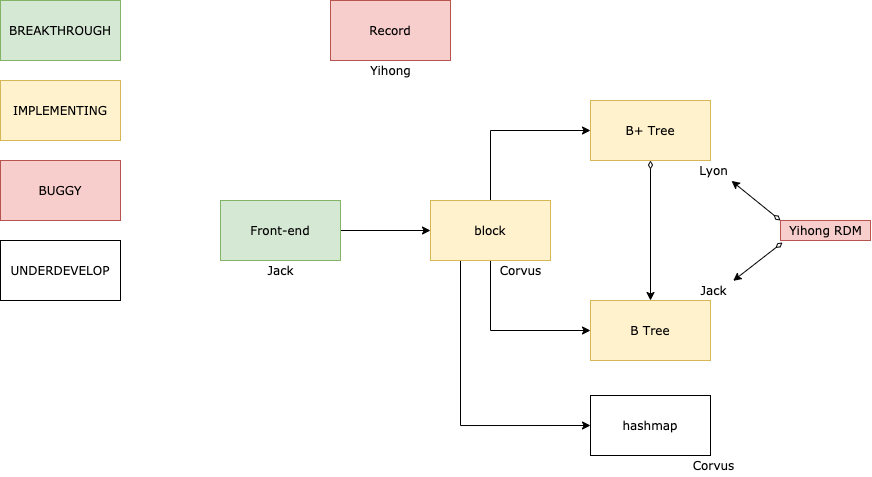 BREAKTHROUGH
Record
Yihong
IMPLEMENTING
B+ Tree
Lyon
BUGGY
Front-end
Jack
block
Corvus
Yihong RDM
UNDERDEVELOP
Jack
B Tree
hashmap
Corvus